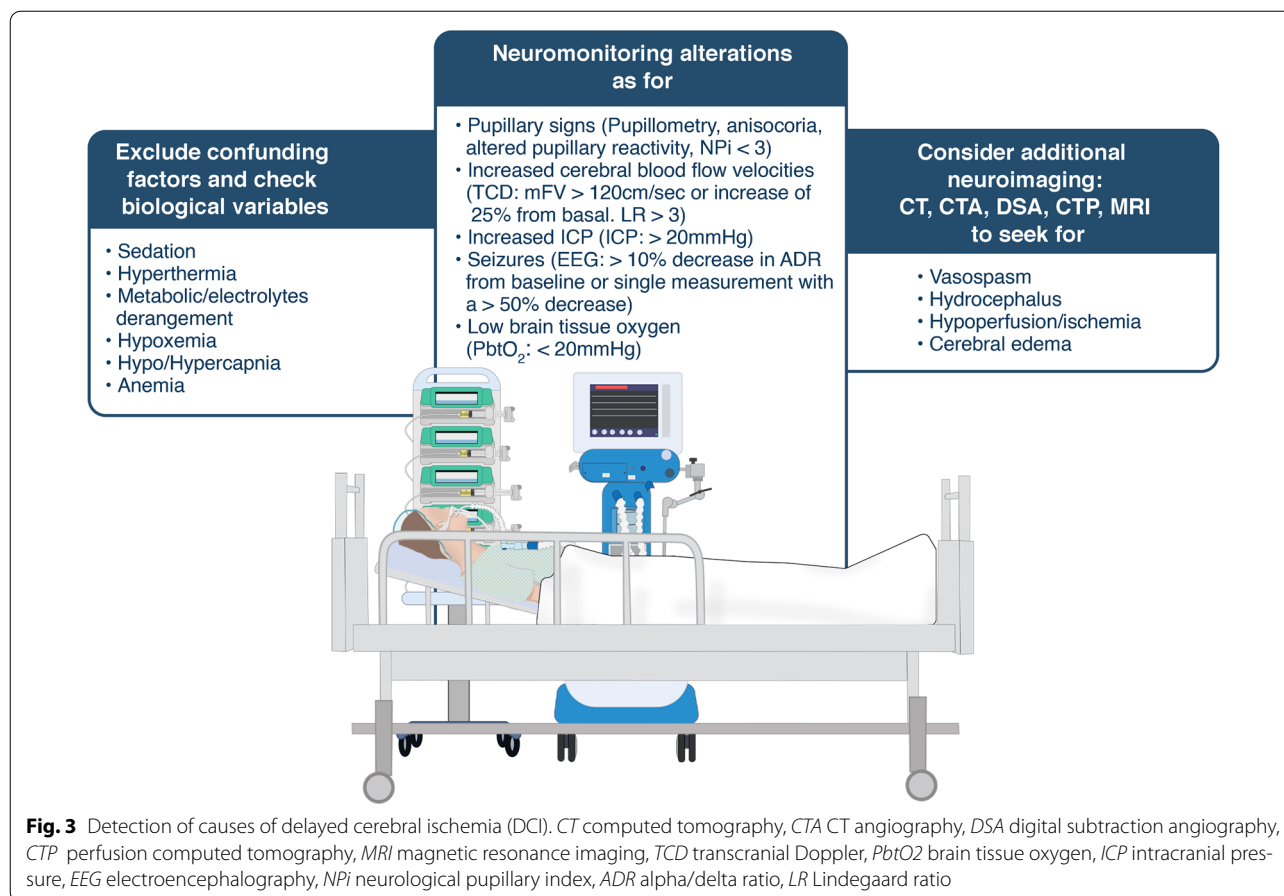 Exclude confunding
factors and check
biological variables
• Sedation
• Hyperthermia
• Metabolic/electrolytes
derangement
• Hypoxemia
• Hypo/Hypercapnia
• Anemia
Neuromonitoring alterations
as for
• Pupillary signs (Pupillometry, anisocoria,
altered pupillary reactivity, NPi < 3)
• Increased cerebral blood flow velocities
(TCD: mFV > 120cm/sec or increase of
25% from basal. LR > 3)
• Increased ICP (ICP: > 20mmHg)
• Seizures (EEG: > 10% decrease in ADR
from baseline or single measurement with
a > 50% decrease)
• Low brain tissue oxygen
(PbtO2: < 20mmHg)
Consider additional
neuroimaging:
CT, CTA, DSA, CTP, MRI
to seek for
• Vasospasm
• Hydrocephalus
• Hypoperfusion/ischemia
• Cerebral edema
Fig. 3 Detection of causes of delayed cerebral ischemia (DCI). CT computed tomography, CTA CT angiography, DSA digital subtraction angiography,
CTP perfusion computed tomography, MRI magnetic resonance imaging, TCD transcranial Doppler, PbtO2 brain tissue oxygen, ICP intracranial pres-
sure, EEG electroencephalography, NPi neurological pupillary index, ADR alpha/delta ratio, LR Lindegaard ratio